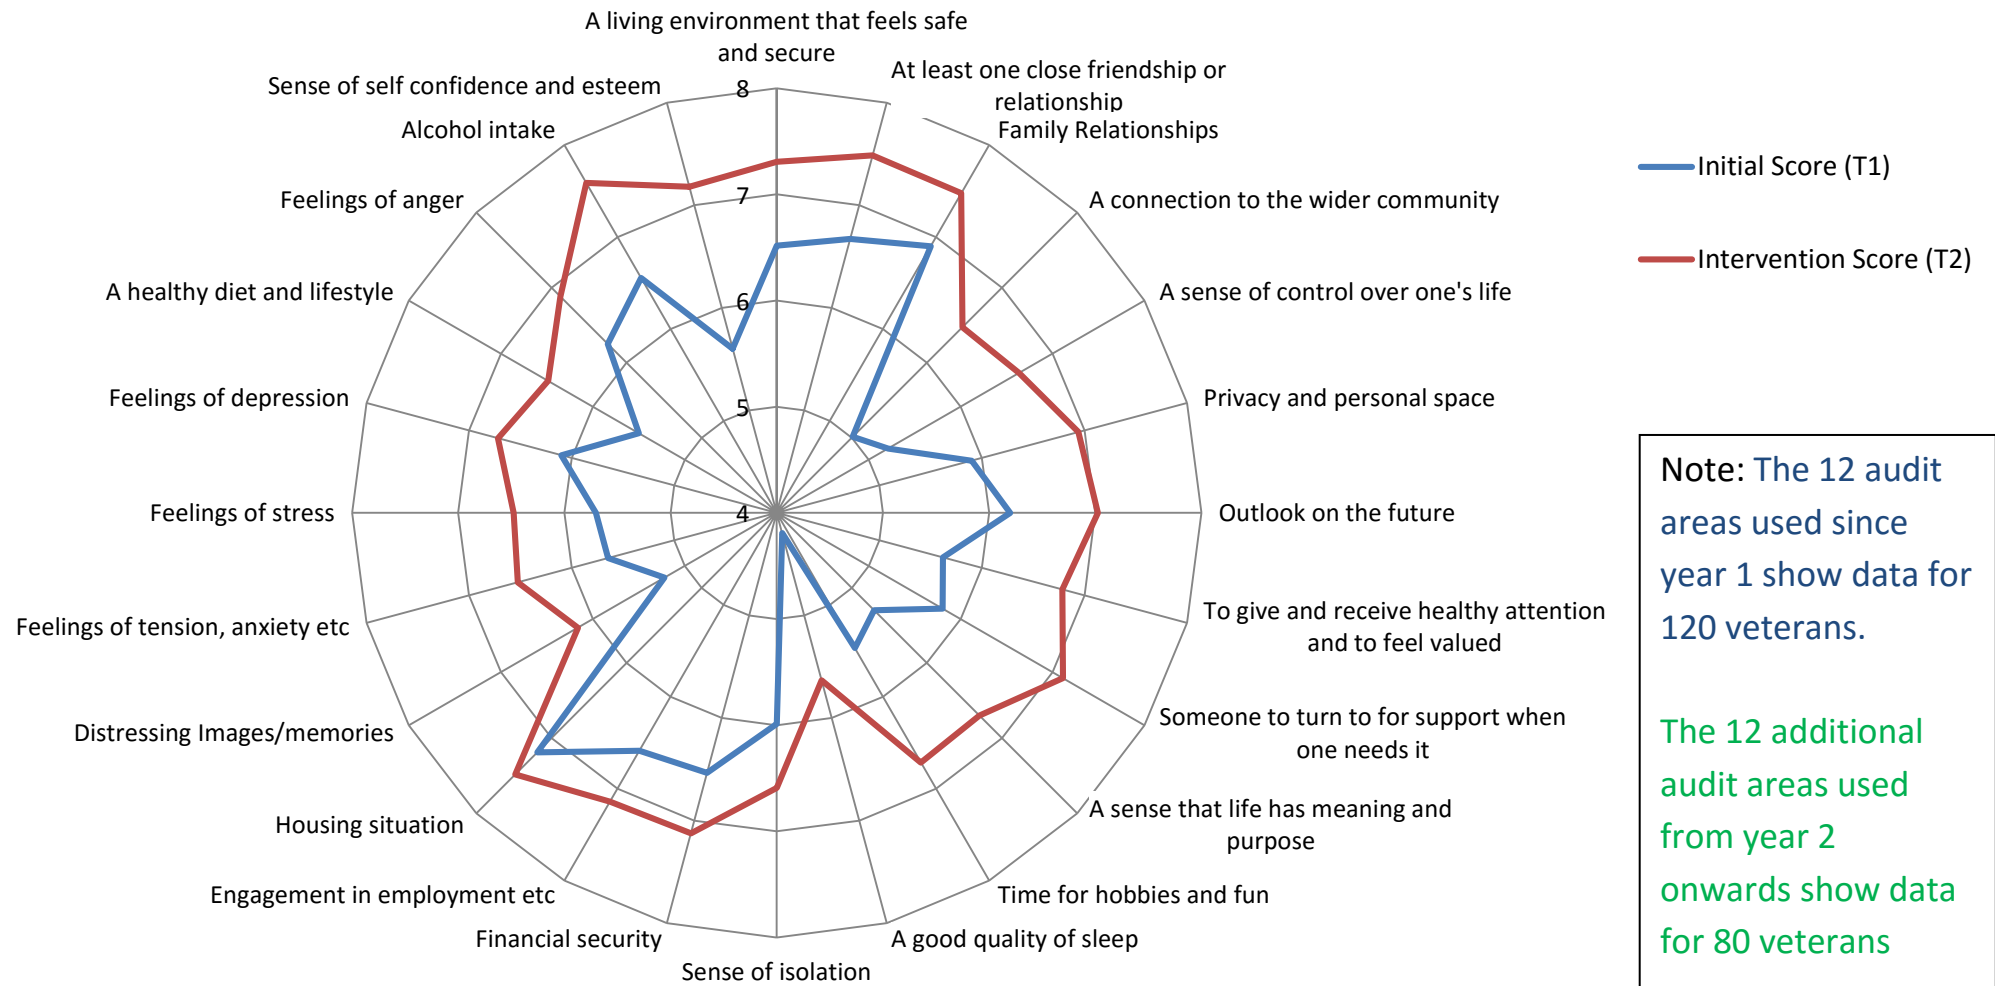 A living environment that feels safe
and secure
At least one close friendship or
relationship
Family Relationships
A connection to the wider community
A sense of control over one's life
Privacy and personal space
Outlook on the future
To give and receive healthy attention
and to feel valued
Someone to turn to for support when
one needs it
A sense that life has meaning and
purpose
Time for hobbies and fun
A good quality of sleep
Sense of isolation
Financial security
Engagement in employment etc
Housing situation
Distressing Images/memories
Feelings of tension, anxiety etc
Feelings of stress
Feelings of depression
A healthy diet and lifestyle
Feelings of anger
Alcohol intake
Sense of self confidence and esteem
8
7
6
5
4
Initial Score (T1)
Intervention Score (T2)
Note: The 12 audit
areas used since
year 1 show data for
120 veterans.
The 12 additional
audit areas used
from year 2
onwards show data
for 80 veterans